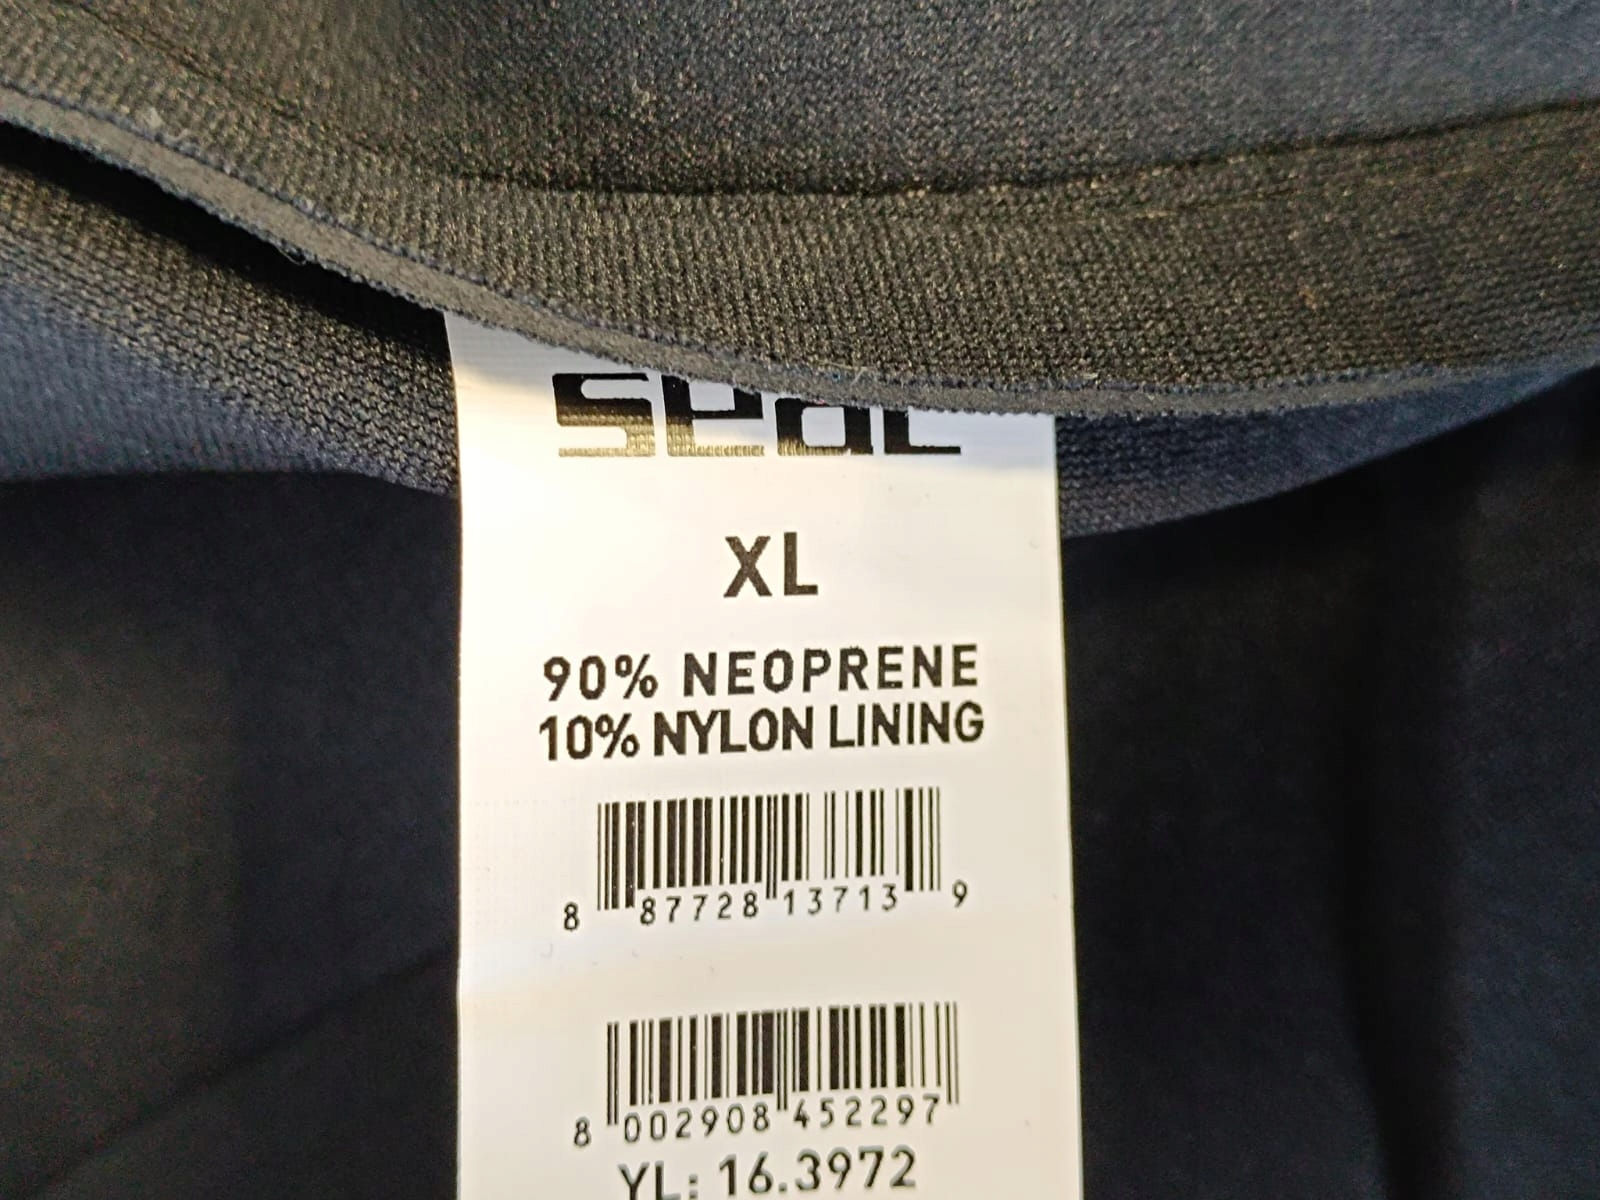 seac
XL
90% NEOPRENE
10% NYLON LINING
8 87728 13713 9
8 002908 452297
YL: 16.3972